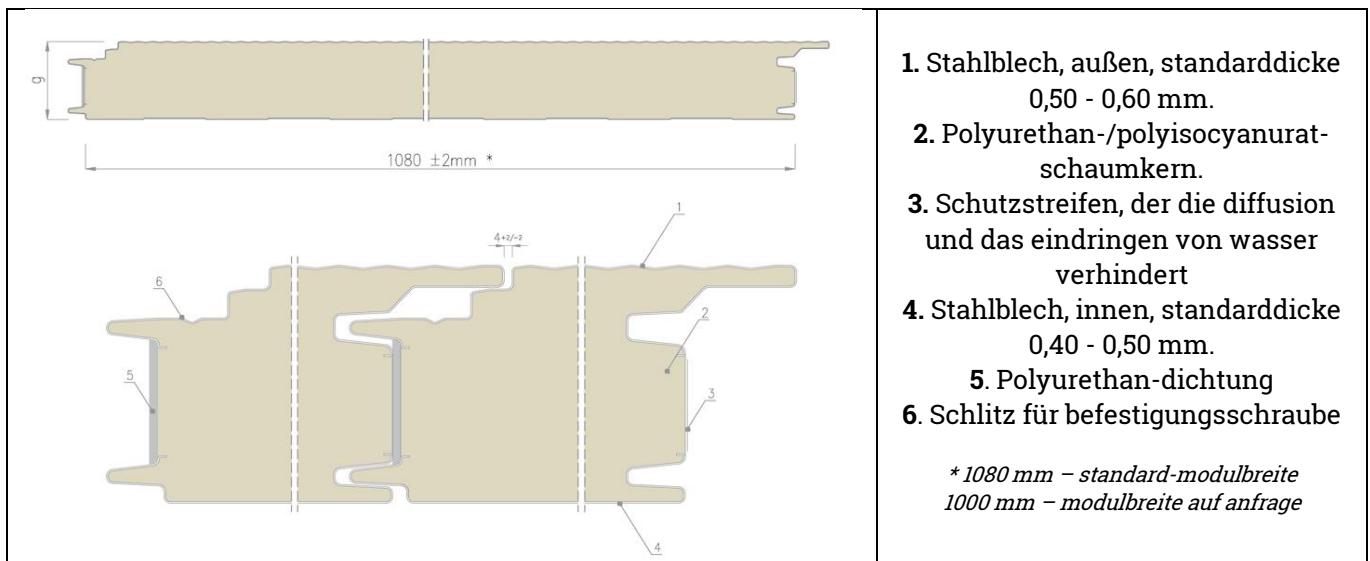 g
1080 ±2mm *
1
4+2/-2
6
2
5
3
4
1. Stahlblech, außen, standarddicke
0,50 - 0,60 mm.
2. Polyurethan-/polyisocyanurat-
schaumkern.
3. Schutzstreifen, der die diffusion
und das eindringen von wasser
verhindert
4. Stahlblech, innen, standarddicke
0,40 - 0,50 mm.
5. Polyurethan-dichtung
6. Schlitz für befestigungsschraube
* 1080 mm – standard-modulbreite
1000 mm – modulbreite auf anfrage